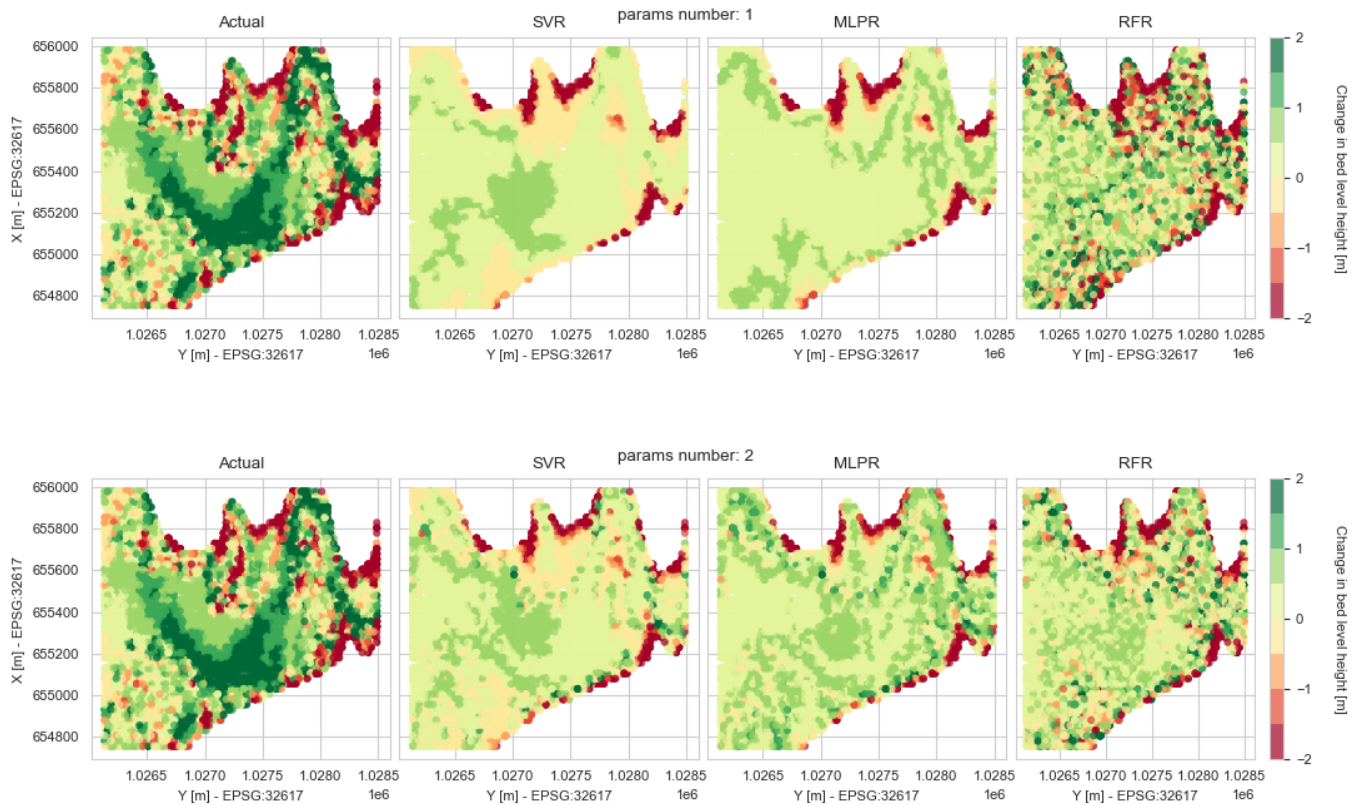 params number: 1
Actual SVR MLPR RFR
656000
655800
655600
655400
655200
655000
654800
X [m] - EPSG:32617
1.0265 1.0270 1.0275 1.0280 1.0285 1.0265 1.0270 1.0275 1.0280 1.0285 1.0265 1.0270 1.0275 1.0280 1.0285 1.0265 1.0270 1.0275 1.0280 1.0285
Y [m] - EPSG:32617 1e6 Y [m] - EPSG:32617 1e6 Y [m] - EPSG:32617 1e6 Y [m] - EPSG:32617 1e6
2
1
0
−1
−2
Change in bed level height [m]
params number: 2
Actual SVR MLPR RFR
656000
655800
655600
655400
655200
655000
654800
X [m] - EPSG:32617
1.0265 1.0270 1.0275 1.0280 1.0285 1.0265 1.0270 1.0275 1.0280 1.0285 1.0265 1.0270 1.0275 1.0280 1.0285 1.0265 1.0270 1.0275 1.0280 1.0285
Y [m] - EPSG:32617 1e6 Y [m] - EPSG:32617 1e6 Y [m] - EPSG:32617 1e6 Y [m] - EPSG:32617 1e6
2
1
0
−1
−2
Change in bed level height [m]